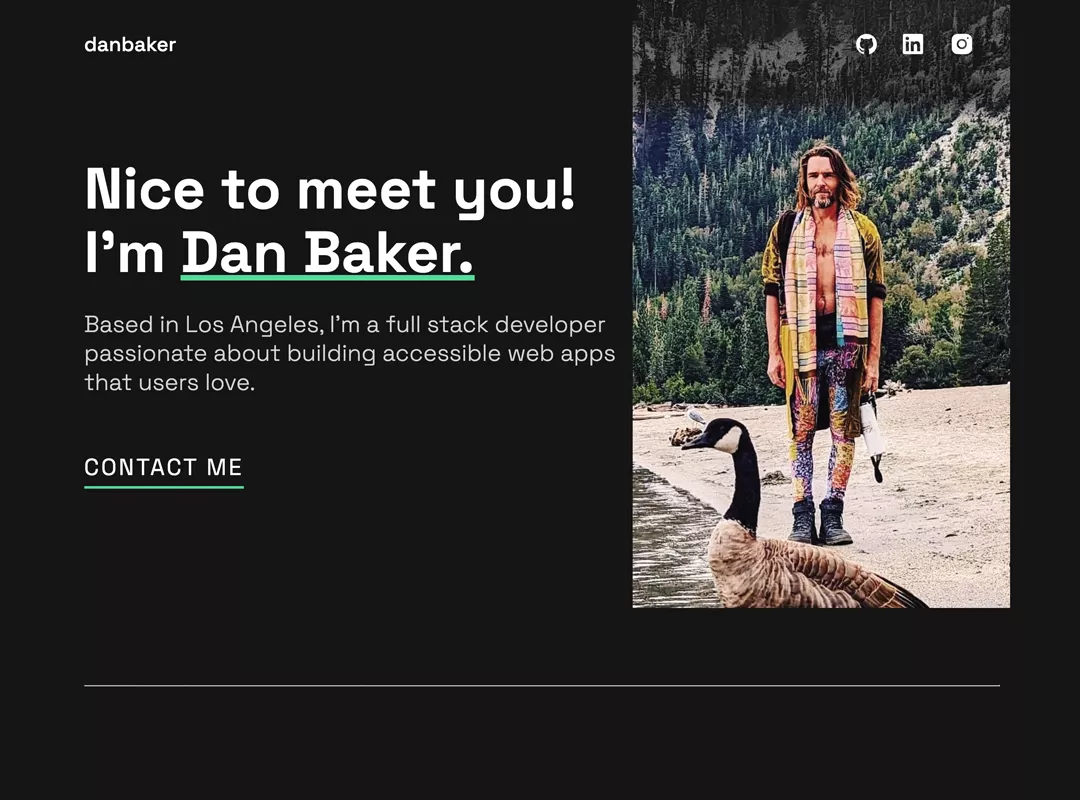 danbaker
Nice to meet you!
I'm Dan Baker.
Based in Los Angeles, I'm a full stack developer
passionate about building accessible web apps
that users love.
CONTACT ME